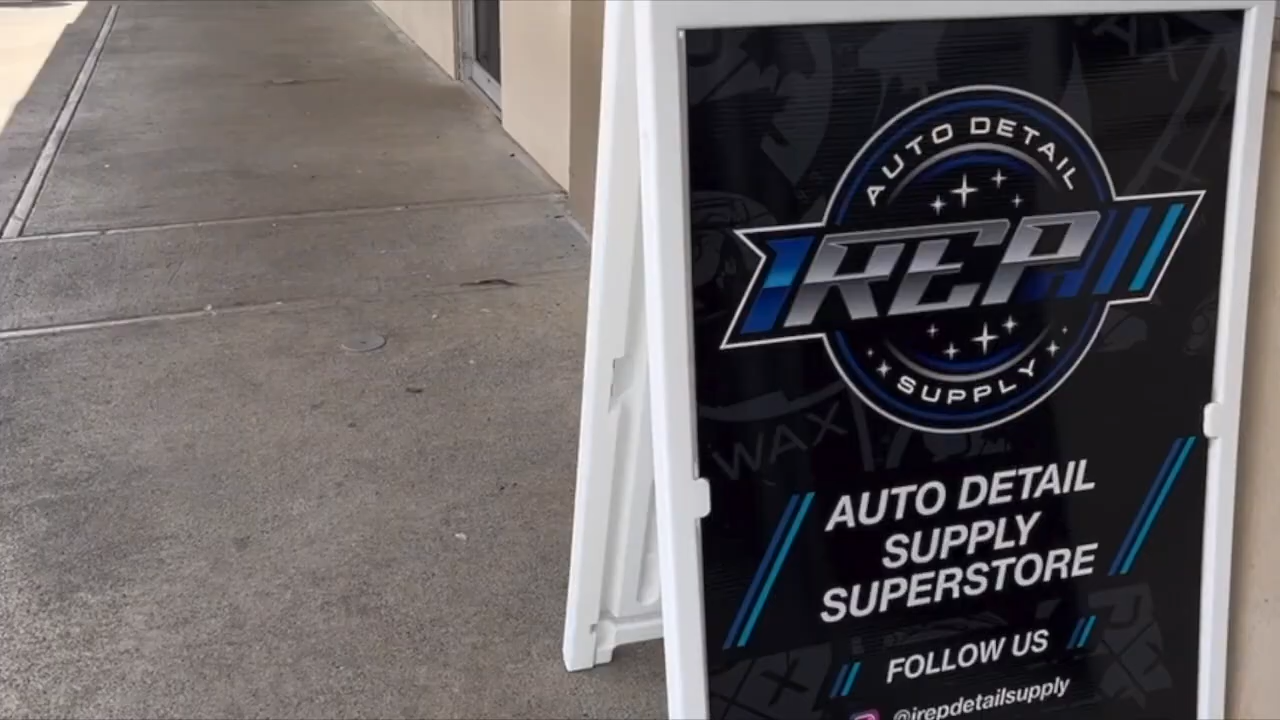 AUTO DETAIL
IREP
SUPPLY
WAX
AUTO DETAIL
SUPPLY
SUPERSTORE
FOLLOW US
@irepdetailsupply